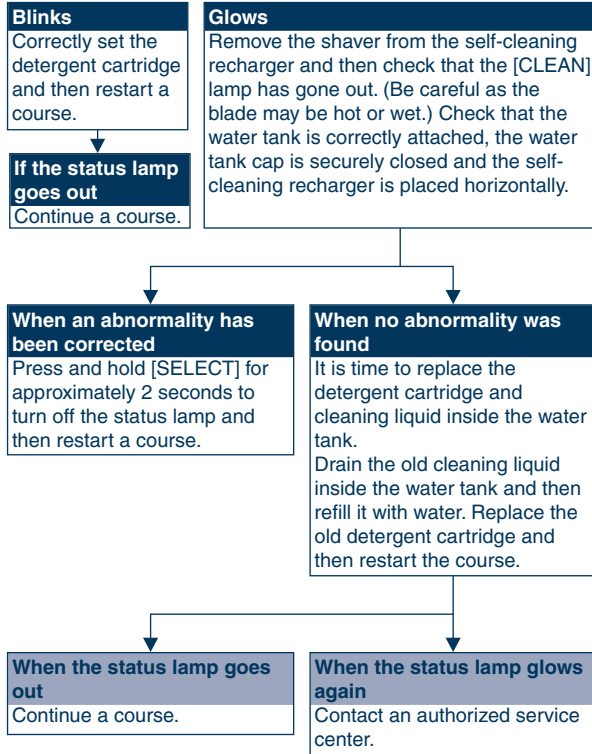 Blinks
Correctly set the
detergent cartridge
and then restart a
course.
If the status lamp
goes out
Continue a course.
Glows
Remove the shaver from the self-cleaning
recharger and then check that the [CLEAN]
lamp has gone out. (Be careful as the
blade may be hot or wet.) Check that the
water tank is correctly attached, the water
tank cap is securely closed and the self-
cleaning recharger is placed horizontally.
When an abnormality has
been corrected
Press and hold [SELECT] for
approximately 2 seconds to
turn off the status lamp and
then restart a course.
When no abnormality was
found
It is time to replace the
detergent cartridge and
cleaning liquid inside the water
tank.
Drain the old cleaning liquid
inside the water tank and then
refill it with water. Replace the
old detergent cartridge and
then restart the course.
When the status lamp goes
out
Continue a course.
When the status lamp glows
again
Contact an authorized service
center.